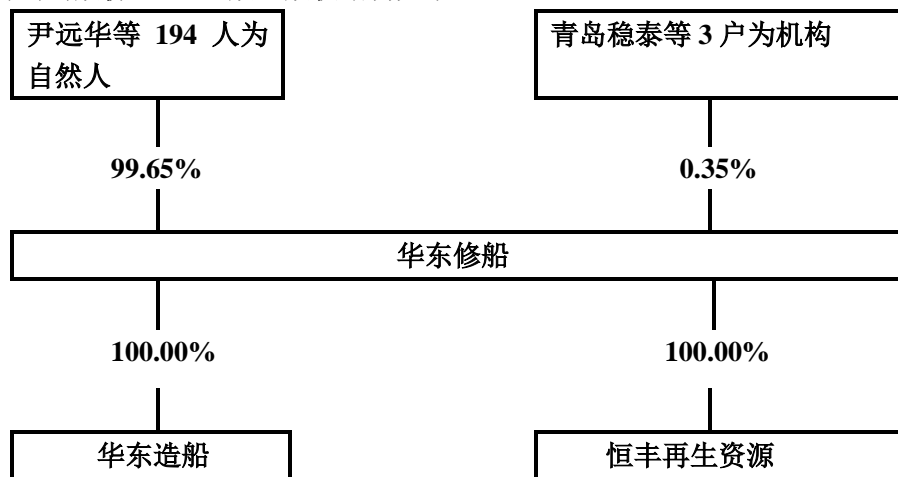 尹远华等 194 人为
自然人
青岛稳泰等 3 户为机构
99.65%
0.35%
华东修船
100.00%
100.00%
华东造船
恒丰再生资源